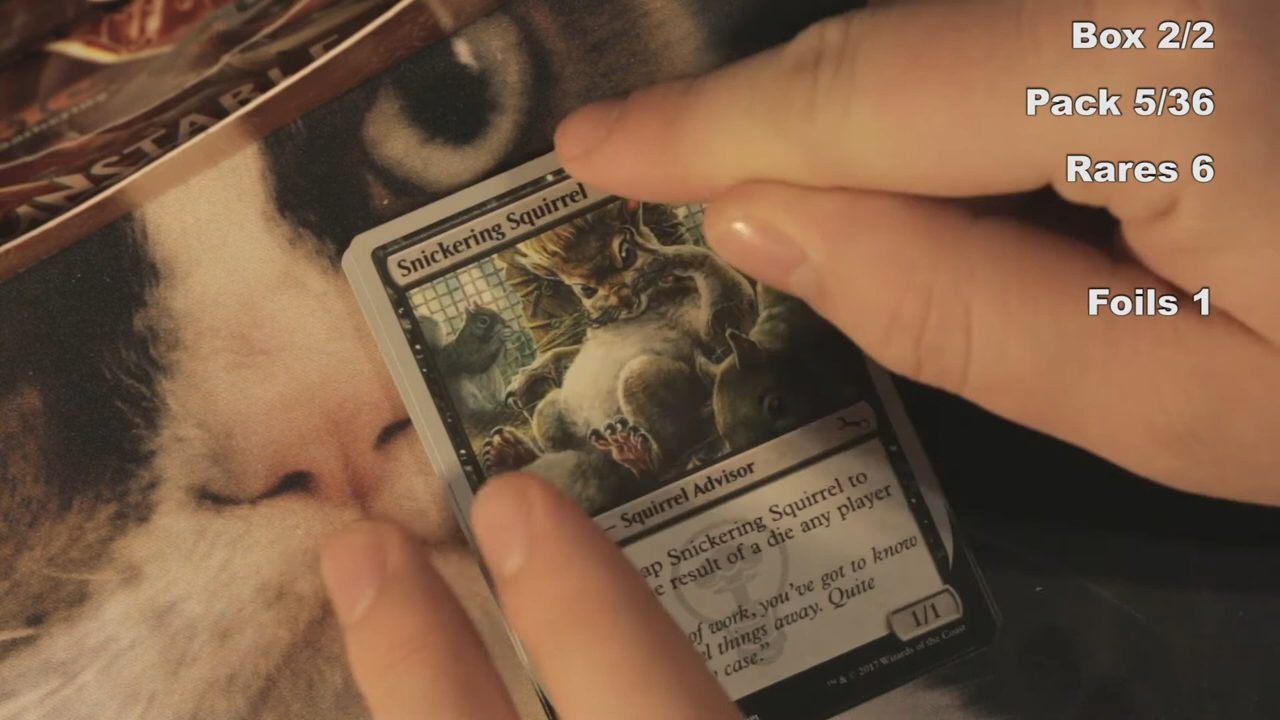 Box 2/2
Pack 5/36
Rares 6
Foils 1
UNSTABLE
Snickering Squirrel
— Squirrel Advisor
ap Snickering Squirrel to
e result of a die any player
of work, you've got to know
l things away. Quite
case."
1/1
™ & © 2017 Wizards of the Coast